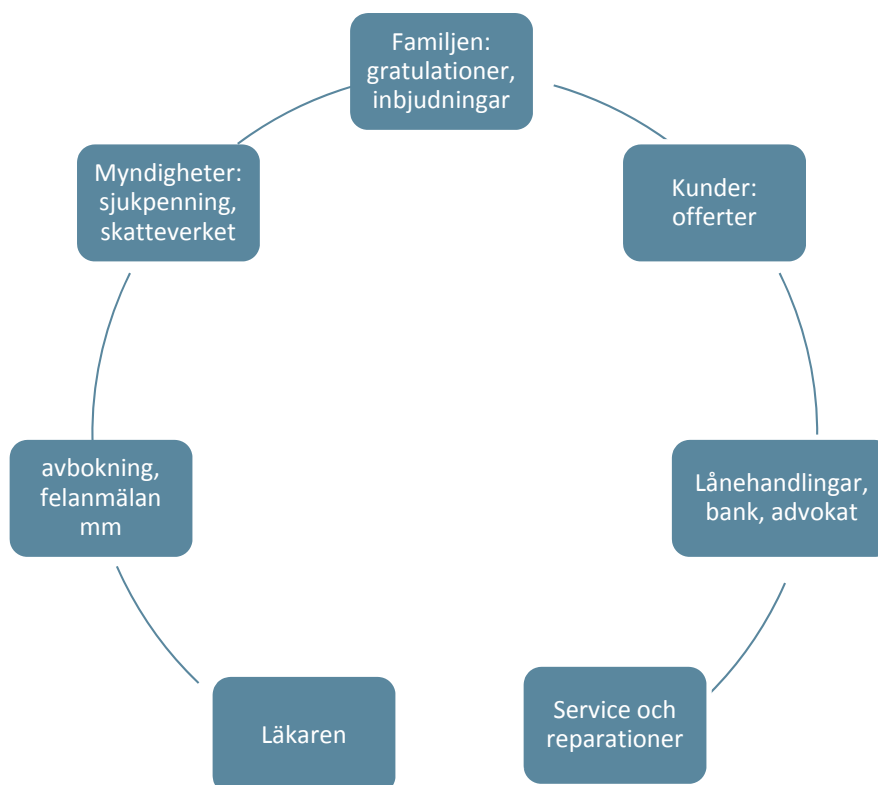 Familjen:
gratulationer,
inbjudningar
Kunder:
offerter
Lånehandlingar,
bank, advokat
Service och
reparationer
Läkaren
avbokning,
felanmälan
mm
Myndigheter:
sjukpenning,
skatteverket